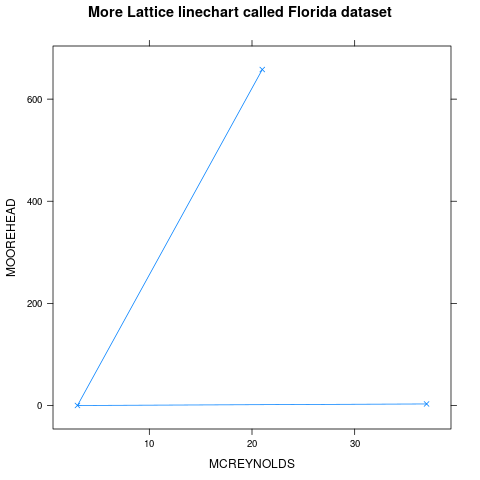 More Lattice linechart called Florida dataset
MOOREHEAD
600
400
200
0
10 20 30
MCREYNOLDS